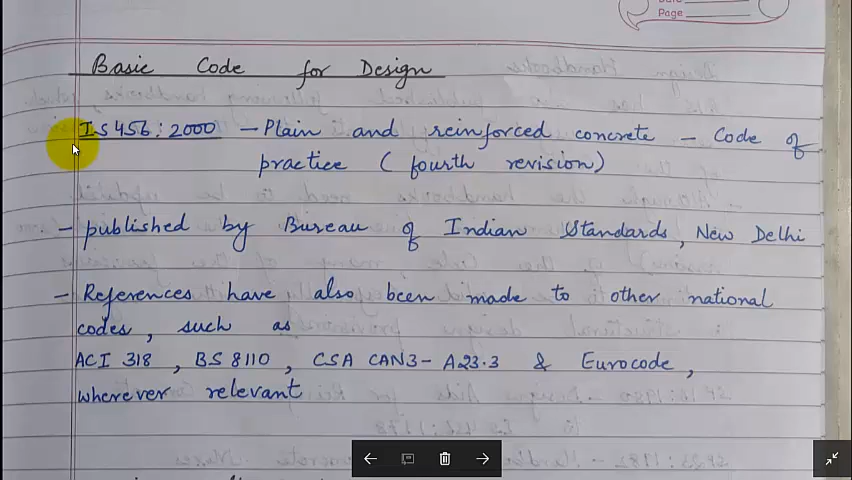 Page
Basic Code for Design
IS 456 : 2000 - Plain and reinforced concrete - Code of
practice ( fourth revision )
- published by Bureau of Indian Standards, New Delhi
- References have also been made to other national
codes, such as
ACI 318 , BS 8110 , CSA CAN3 - A23.3 & Eurocode ,
wherever relevant